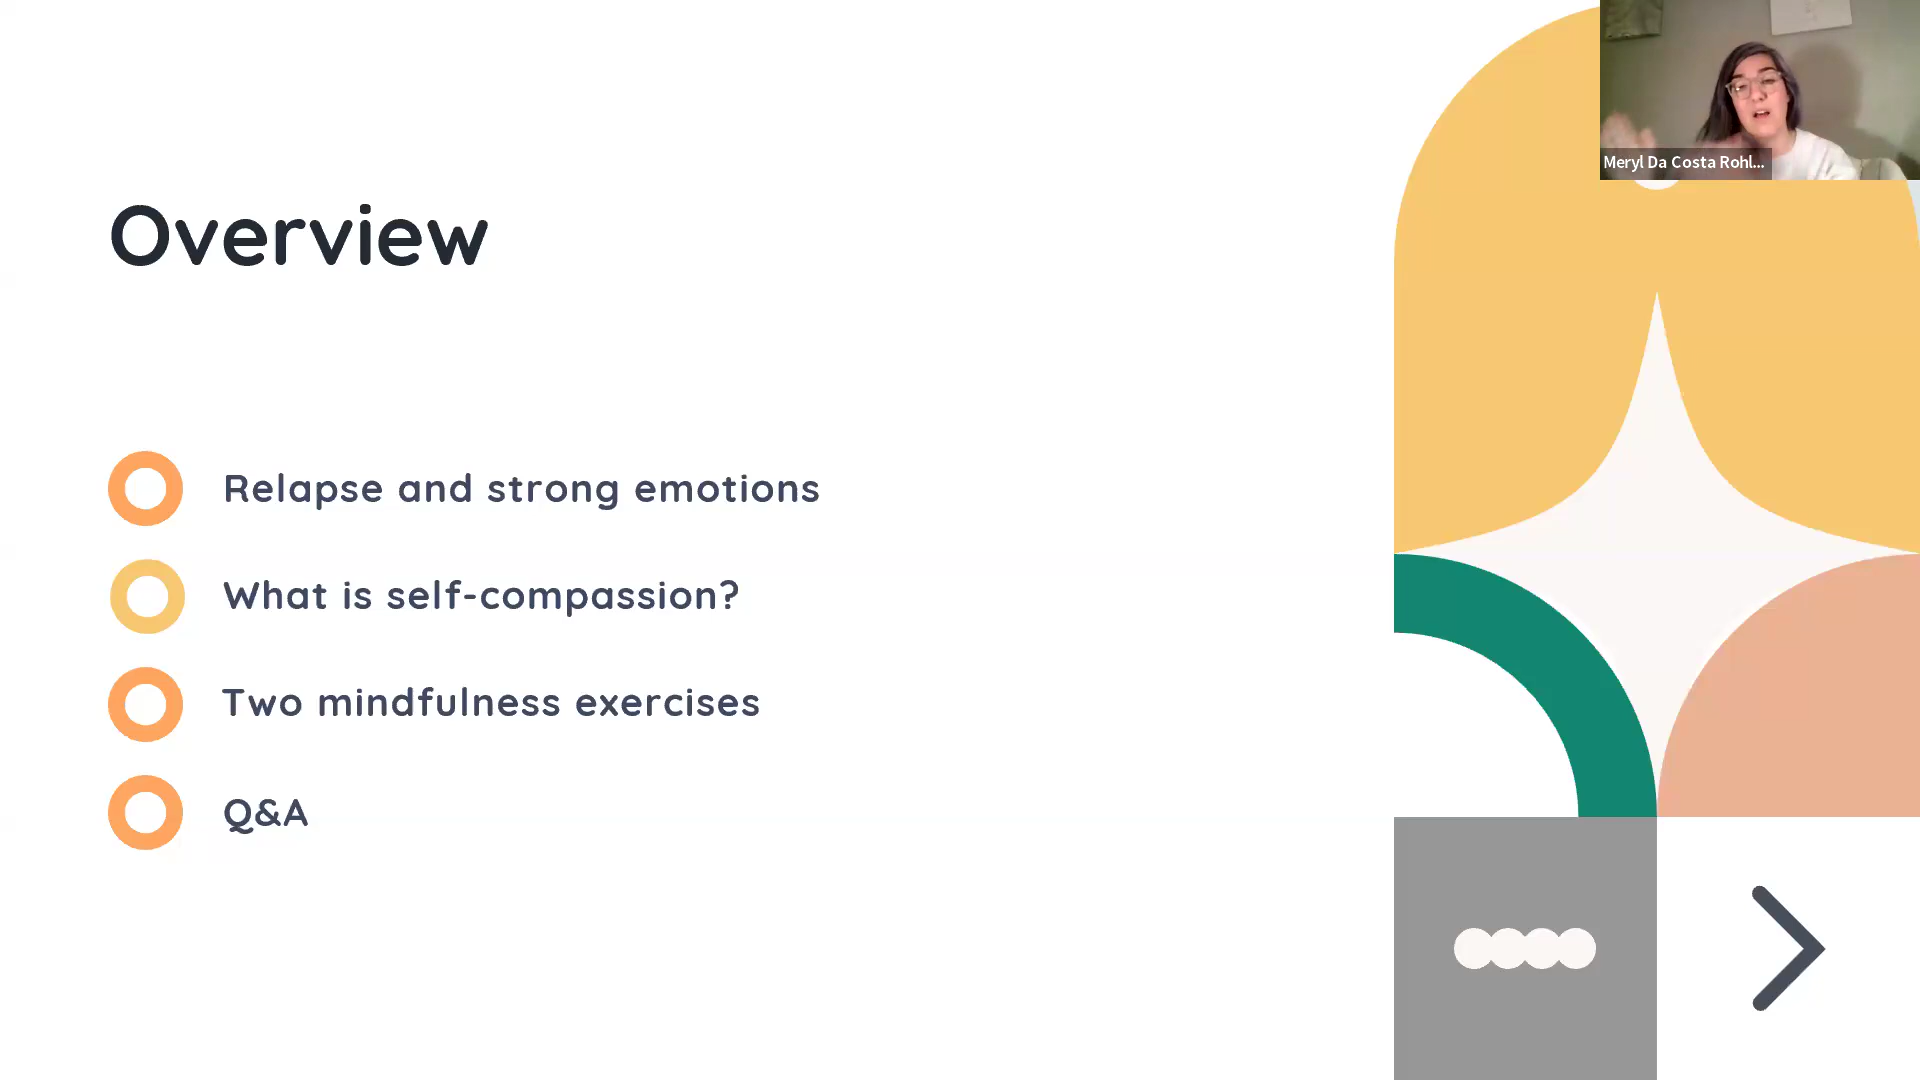 Meryl Da Costa Rohl...
Overview
Relapse and strong emotions
What is self-compassion?
Two mindfulness exercises
Q&A